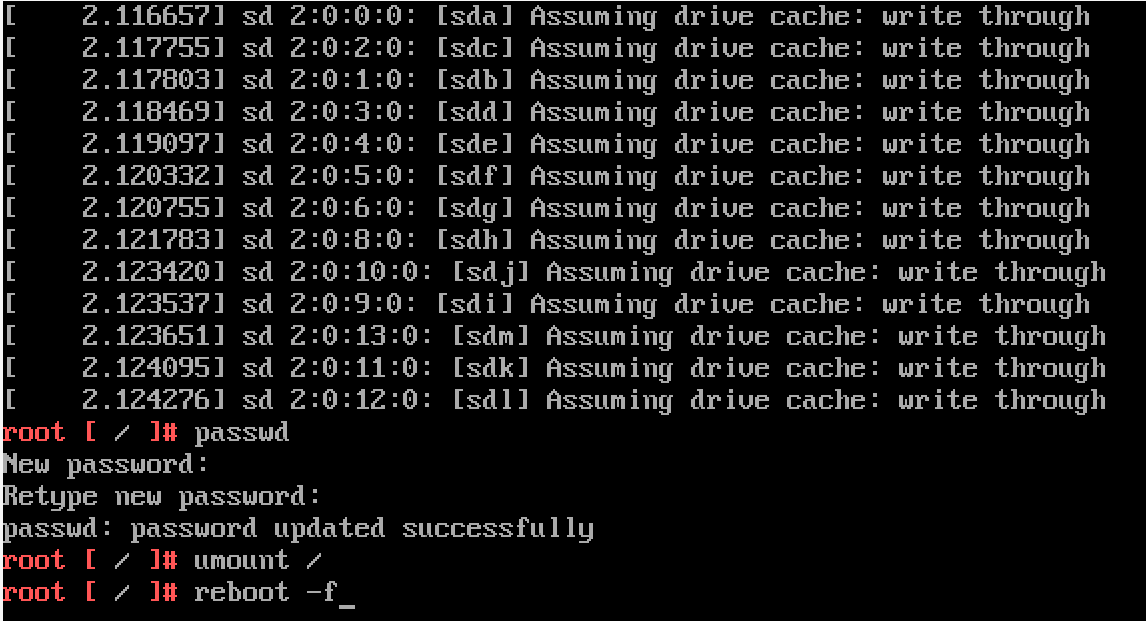 [    2.116657] sd 2:0:0:0: [sda] Assuming drive cache: write through
[    2.117755] sd 2:0:2:0: [sdc] Assuming drive cache: write through
[    2.117803] sd 2:0:1:0: [sdb] Assuming drive cache: write through
[    2.118469] sd 2:0:3:0: [sdd] Assuming drive cache: write through
[    2.119097] sd 2:0:4:0: [sde] Assuming drive cache: write through
[    2.120332] sd 2:0:5:0: [sdf] Assuming drive cache: write through
[    2.120755] sd 2:0:6:0: [sdg] Assuming drive cache: write through
[    2.121783] sd 2:0:8:0: [sdh] Assuming drive cache: write through
[    2.123420] sd 2:0:10:0: [sdj] Assuming drive cache: write through
[    2.123537] sd 2:0:9:0: [sdi] Assuming drive cache: write through
[    2.123651] sd 2:0:13:0: [sdm] Assuming drive cache: write through
[    2.124095] sd 2:0:11:0: [sdk] Assuming drive cache: write through
[    2.124276] sd 2:0:12:0: [sdl] Assuming drive cache: write through
root [ / ]# passwd
New password:
Retype new password:
passwd: password updated successfully
root [ / ]# umount /
root [ / ]# reboot -f_